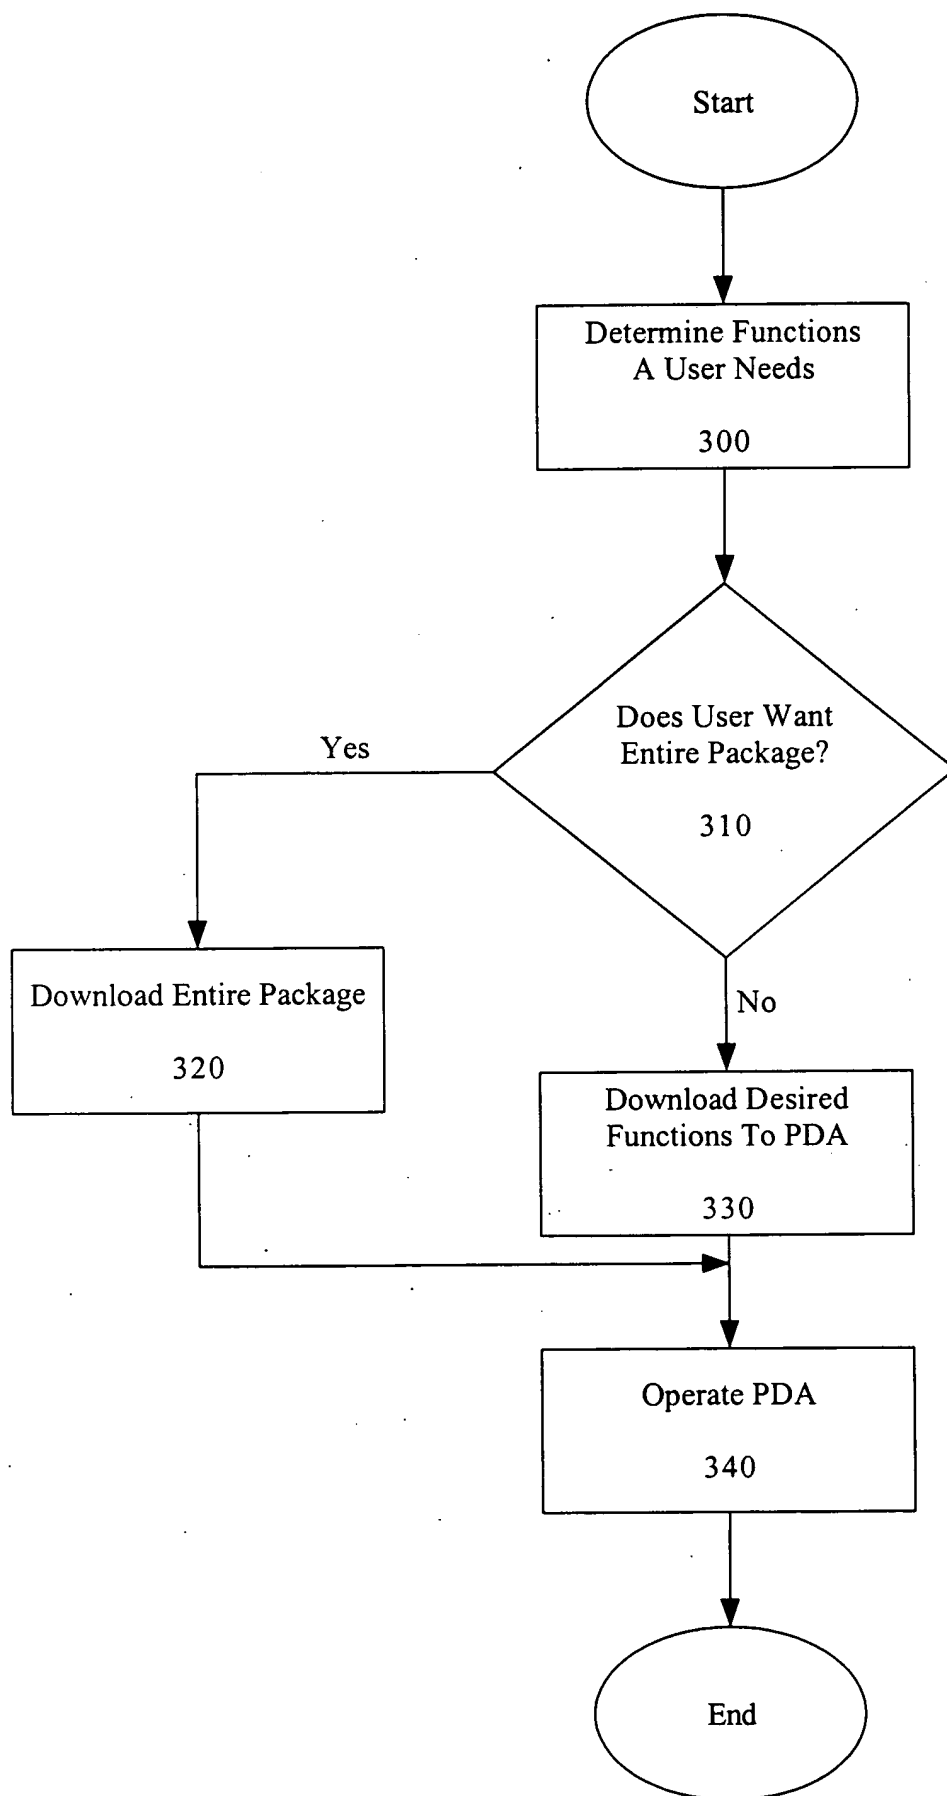 Start
Determine Functions
A User Needs
300
Does User Want
Entire Package?
310
Yes
No
Download Entire Package
320
Download Desired
Functions To PDA
330
Operate PDA
340
End